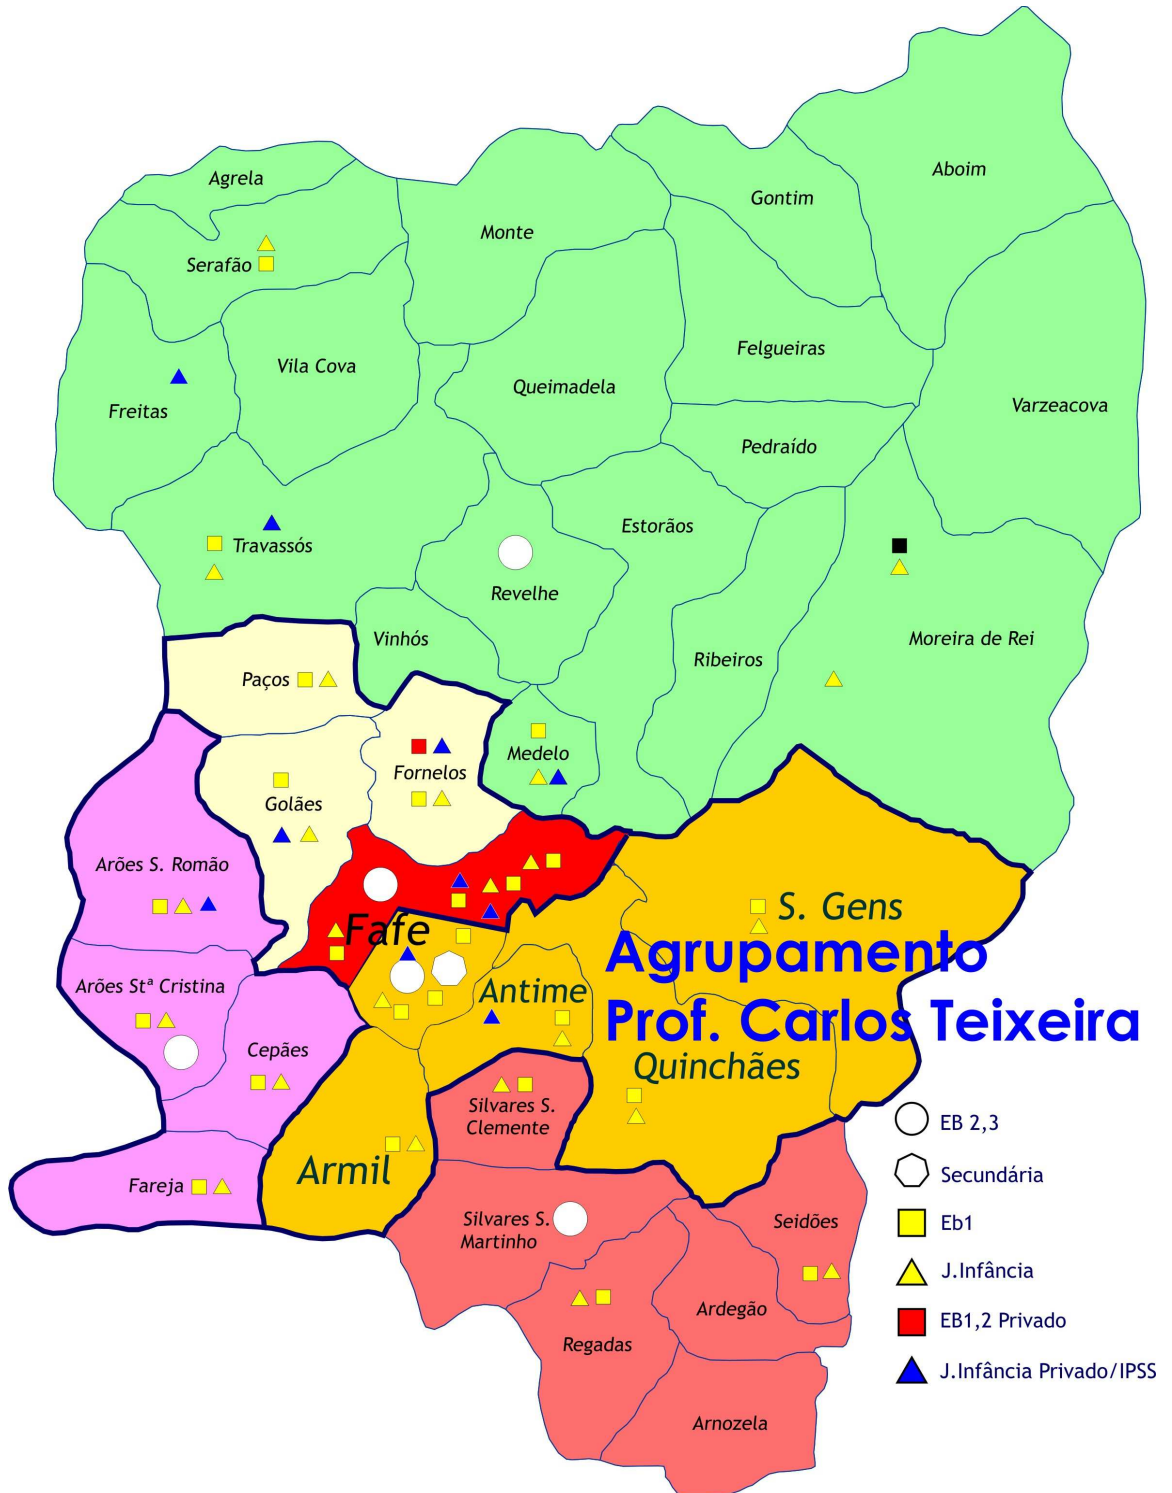 Agrela
Aboim
Gontim
Monte
Serafão
Felgueiras
Vila Cova
Queimadela
Varzeacova
Freitas
Pedraído
Estorãos
Travassós
Revelhe
Vinhós
Moreira de Rei
Ribeiros
Paços
Medelo
Fornelos
Golães
Arões S. Romão
S. Gens
Fafe
Agrupamento
Prof. Carlos Teixeira
Arões Stª Cristina
Antime
Cepães
Quinchães
Silvares S.
Clemente
Armil
Fareja
Silvares S.
Martinho
Seidões
Ardegão
Regadas
Arnozela
EB 2,3
Secundária
Eb1
J.Infância
EB1,2 Privado
J.Infância Privado/IPSS